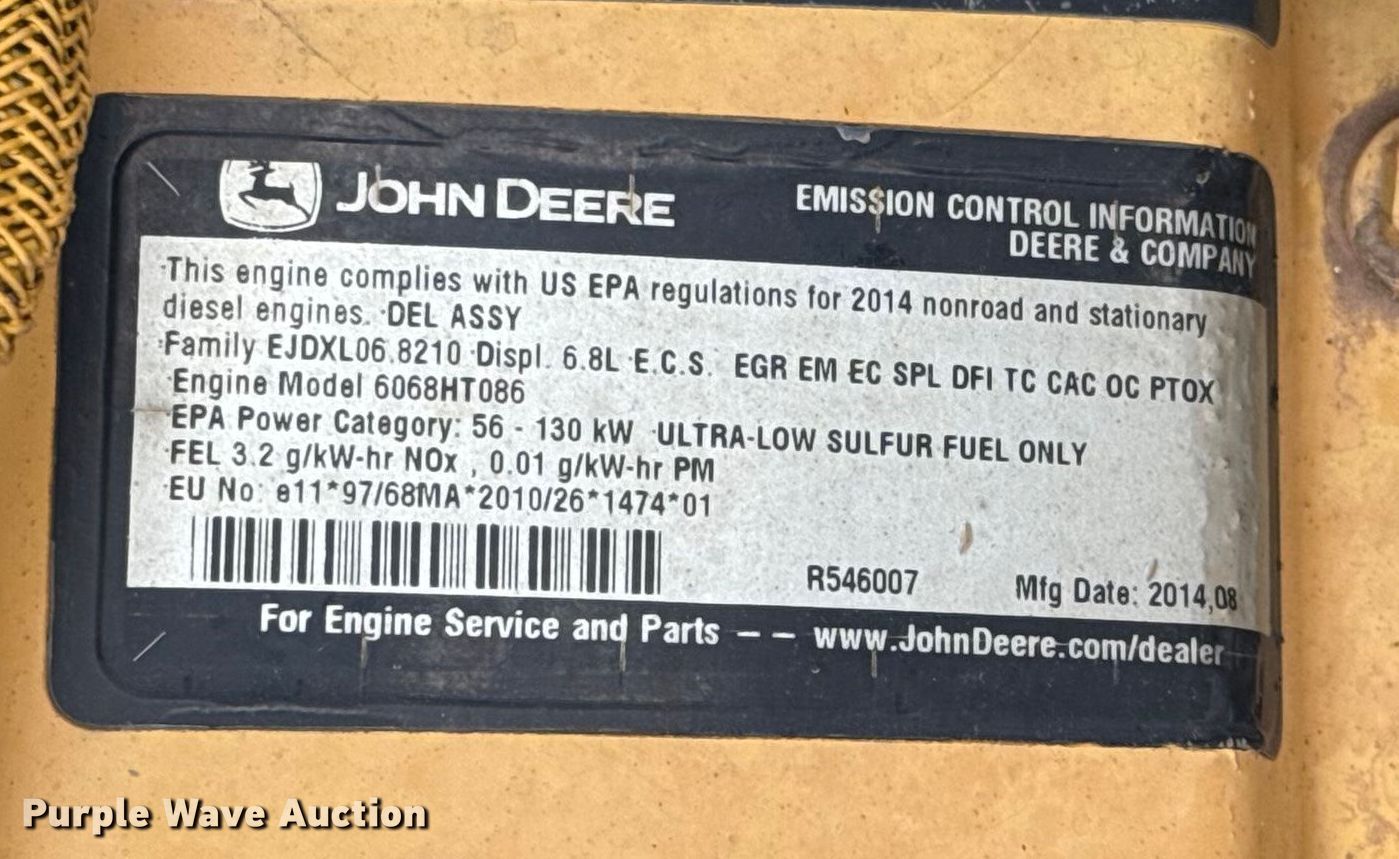 JOHN DEERE
EMISSION CONTROL INFORMATION
DEERE & COMPANY
·This engine complies with US EPA regulations for 2014 nonroad and stationary
diesel engines. ·DEL ASSY
·Family EJDXL06.8210 ·Displ. 6.8L ·E.C.S. EGR EM EC SPL DFI TC CAC OC PTOX
·Engine Model 6068HT086
·EPA Power Category: 56 - 130 kW ·ULTRA-LOW SULFUR FUEL ONLY
·FEL 3.2 g/kW-hr NOx , 0.01 g/kW-hr PM
·EU No: e11*97/68MA*2010/26*1474*01
R546007 Mfg Date: 2014,08
For Engine Service and Parts – – www.JohnDeere.com/dealer
Purple Wave Auction